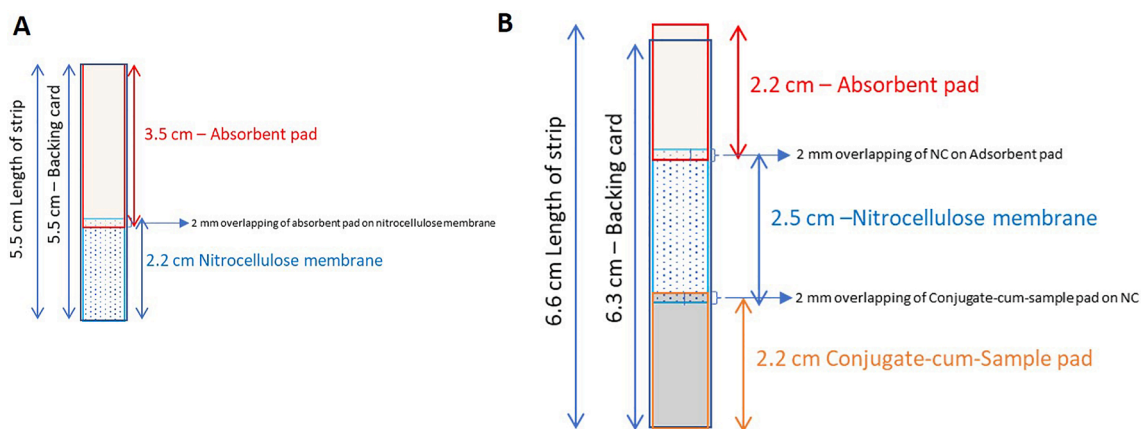 A
5.5 cm Length of strip
5.5 cm – Backing card
3.5 cm – Absorbent pad
2 mm overlapping of absorbent pad on nitrocellulose membrane
2.2 cm Nitrocellulose membrane
B
6.6 cm Length of strip
6.3 cm – Backing card
2.2 cm – Absorbent pad
2 mm overlapping of NC on Adsorbent pad
2.5 cm –Nitrocellulose membrane
2 mm overlapping of Conjugate-cum-sample pad on NC
2.2 cm Conjugate-cum-Sample pad